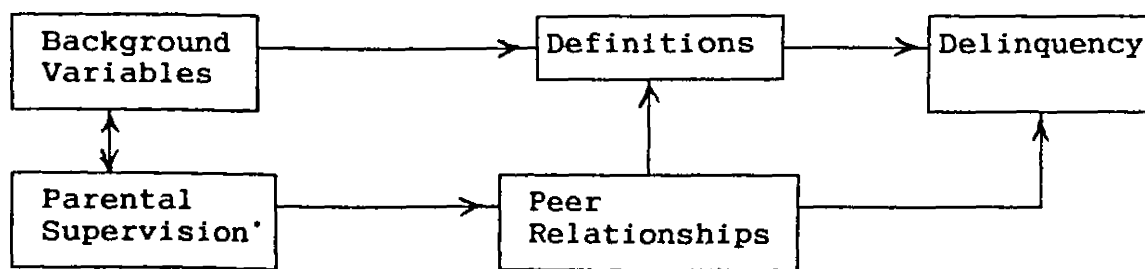 Background
Variables
Definitions
Delinquency
Parental
Supervision
Peer
Relationships